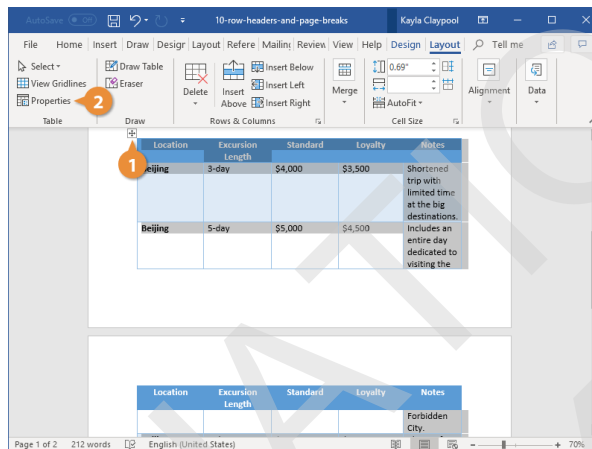 AutoSave On 10-row-headers-and-page-breaks Kayla Claypool
File Home Insert Draw Desigr Layout Refere Mailing Review View Help Design Layout Tell me
Select Draw Table Insert Below 0.69"
View Gridlines Eraser Delete Insert Insert Left Merge Alignment Data
Properties 2 Above Insert Right AutoFit
Table Draw Rows & Columns Cell Size
1
Location Excursion Standard Loyalty Notes
Length
Beijing 3-day $4,000 $3,500 Shortened
trip with
limited time
at the big
destinations.
Beijing 5-day $5,000 $4,500 Includes an
entire day
dedicated to
visiting the
Location Excursion Standard Loyalty Notes
Length
Forbidden
City.
Page 1 of 2 212 words English (United States) 70%